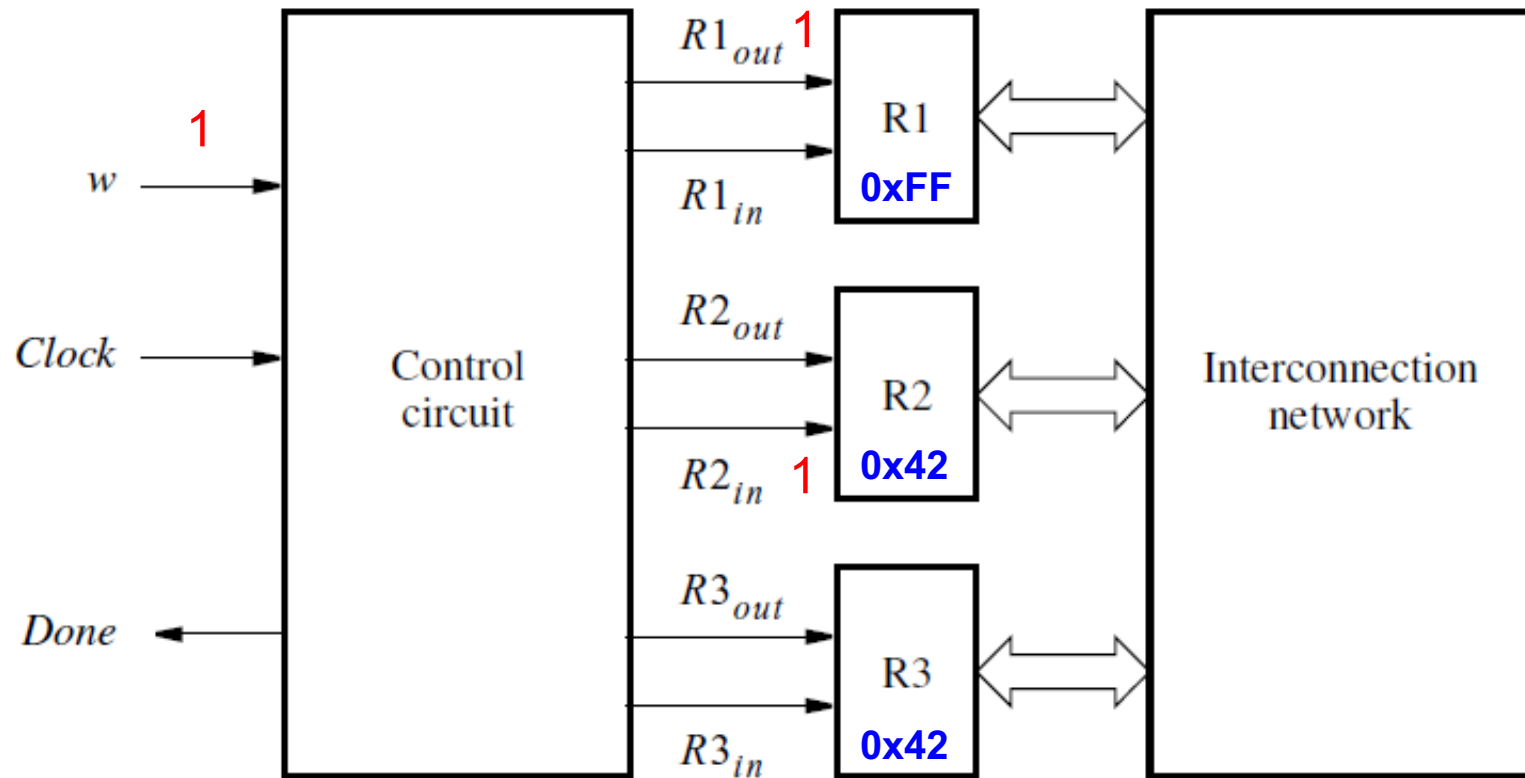 R1out 1
R1
1
w
R1in
0xFF
R2out
Clock
Control
circuit
R2
Interconnection
network
R2in 1
0x42
R3out
Done
R3
R3in
0x42